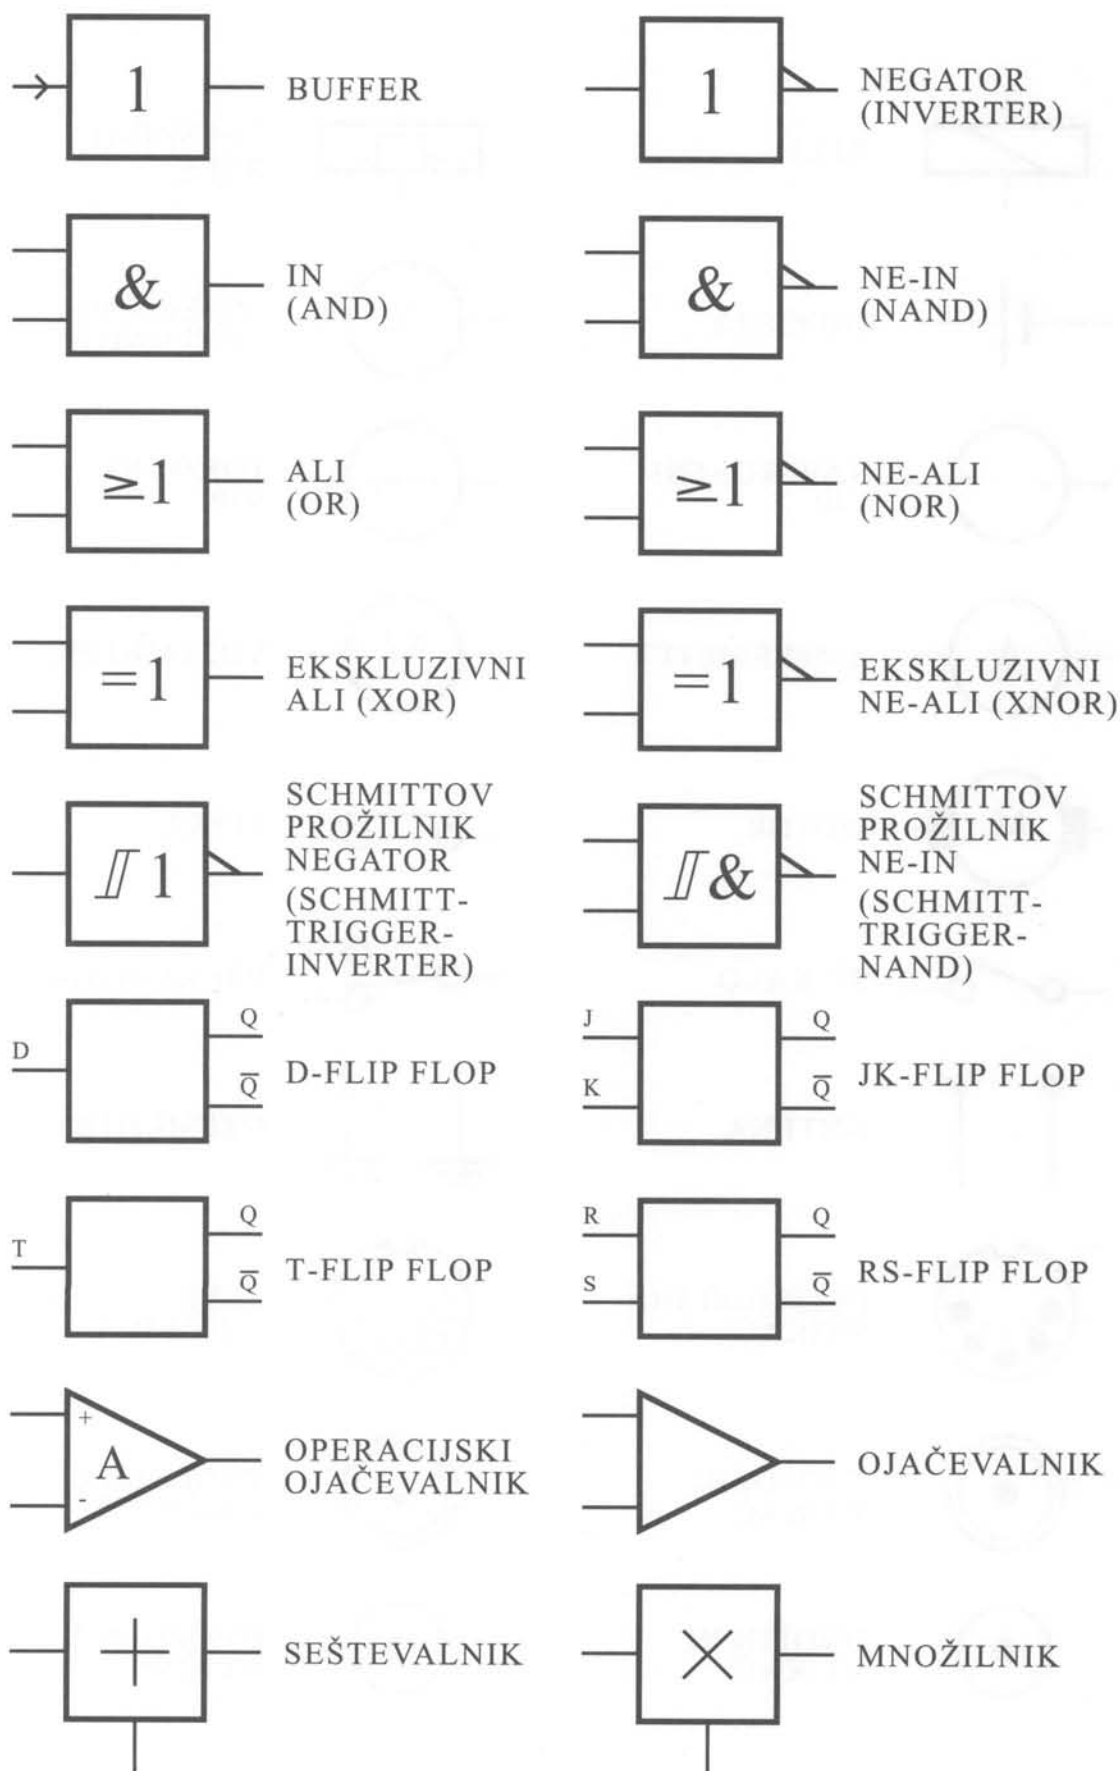 1
BUFFER
1
NEGATOR
(INVERTER)
&
IN
(AND)
&
NE-IN
(NAND)
≥1
ALI
(OR)
≥1
NE-ALI
(NOR)
=1
EKSKLUZIVNI
ALI (XOR)
=1
EKSKLUZIVNI
NE-ALI (XNOR)
1
SCHMITTOV
PROŽILNIK
NEGATOR
(SCHMITT-
TRIGGER-
INVERTER)
&
SCHMITTOV
PROŽILNIK
NE-IN
(SCHMITT-
TRIGGER-
NAND)
D
Q
Q̅
D-FLIP FLOP
J
K
Q
Q̅
JK-FLIP FLOP
T
Q
Q̅
T-FLIP FLOP
R
S
Q
Q̅
RS-FLIP FLOP
+
A
-
OPERACIJSKI
OJAČEVALNIK
OJAČEVALNIK
+
SEŠTEVALNIK
×
MNOŽILNIK